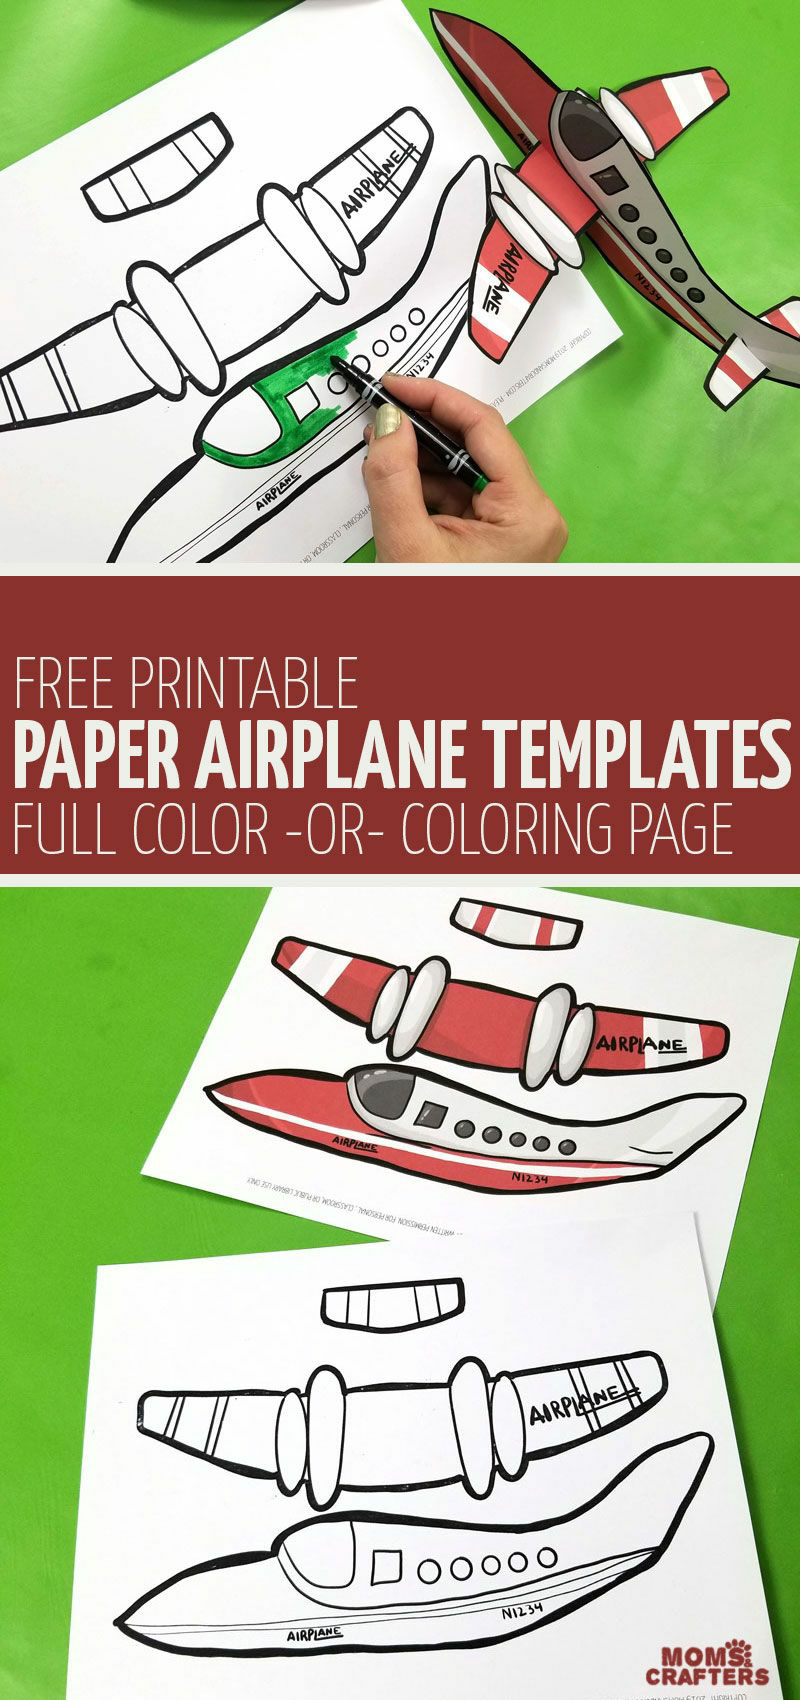 AIRPLANE
AIRPLANE
N1234
N1234
AIRPLANE
FREE PRINTABLE
PAPER AIRPLANE TEMPLATES
FULL COLOR -OR- COLORING PAGE
AIRPLANE
AIRPLANE
N1234
WRITTEN PERMISSION. FOR PERSONAL, CLASSROOM, OR PUBLIC LIBRARY USE ONLY
AIRPLANE
N1234
AIRPLANE
MOMS &
CRAFTERS